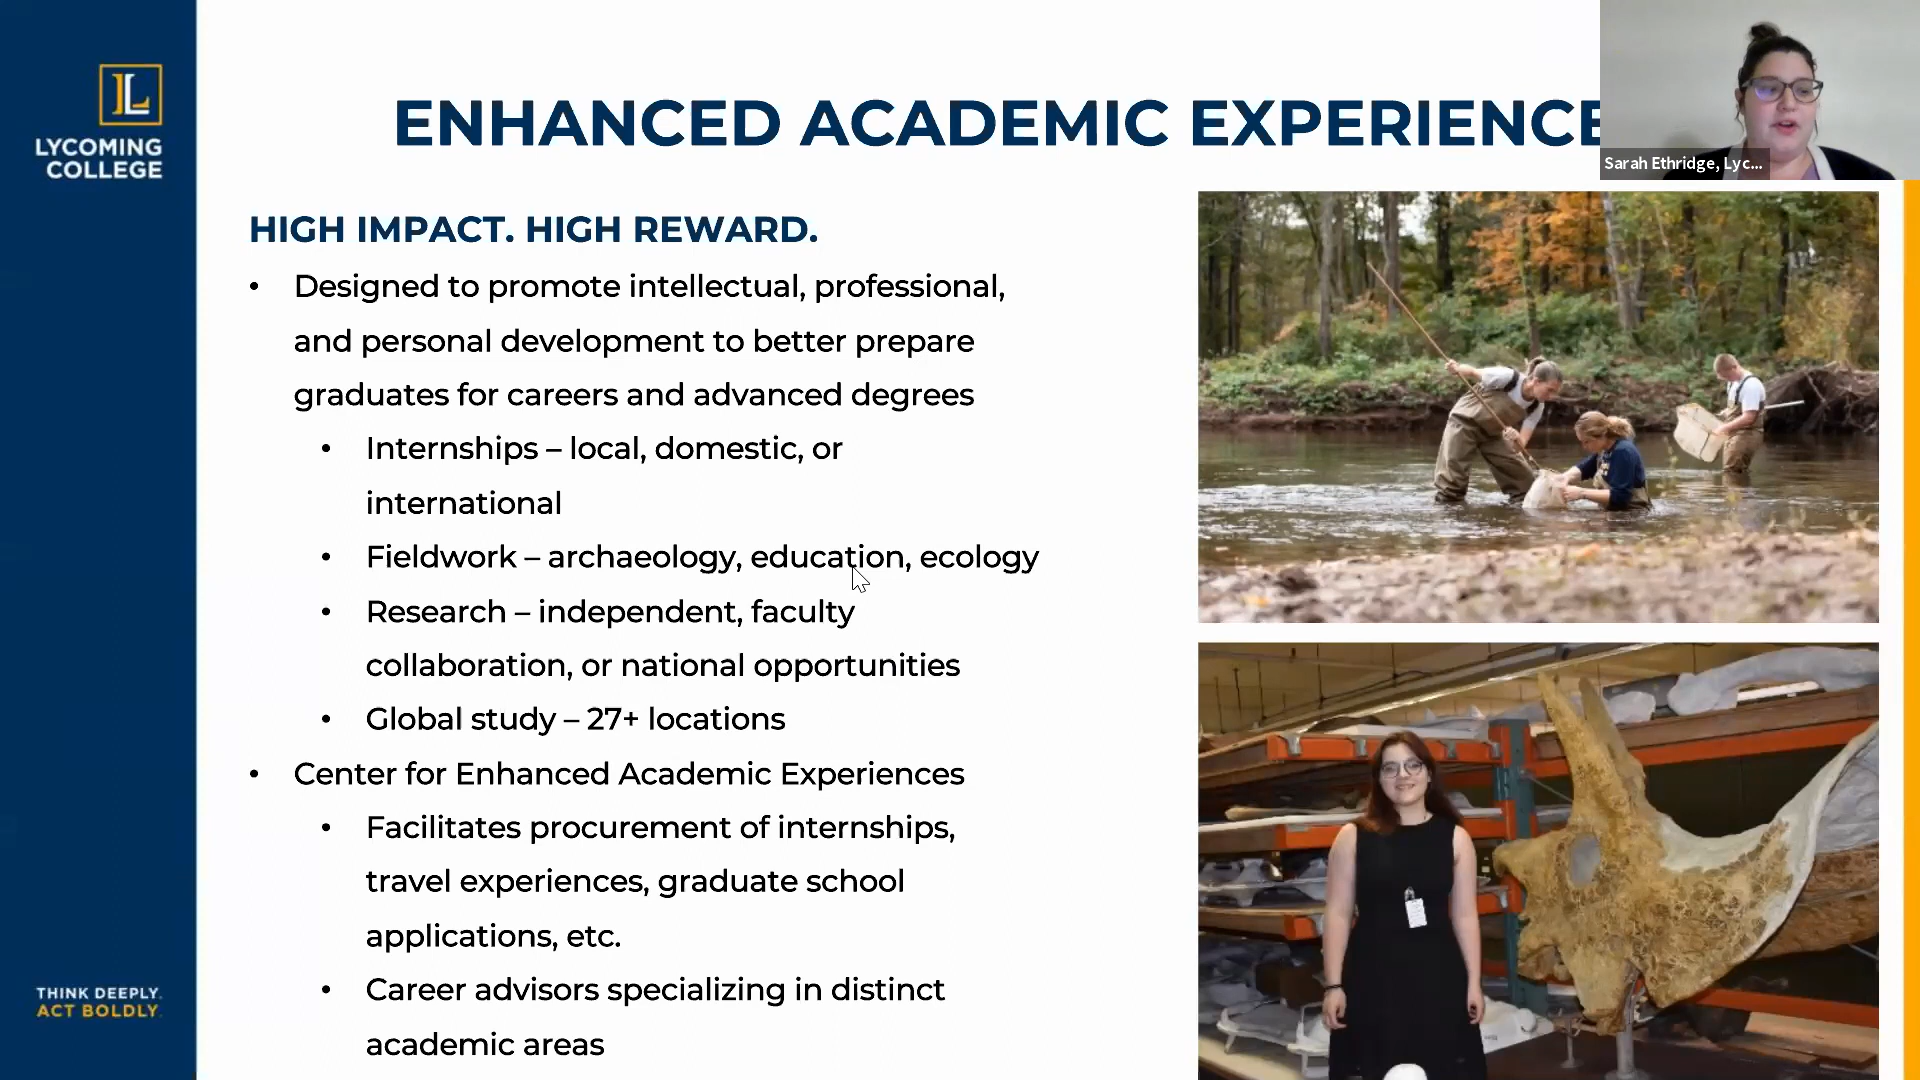 LYCOMING
COLLEGE
ENHANCED ACADEMIC EXPERIENCE
Sarah Ethridge, Lyc...
HIGH IMPACT. HIGH REWARD.
• Designed to promote intellectual, professional,
and personal development to better prepare
graduates for careers and advanced degrees
• Internships – local, domestic, or
international
• Fieldwork – archaeology, education, ecology
• Research – independent, faculty
collaboration, or national opportunities
• Global study – 27+ locations
• Center for Enhanced Academic Experiences
• Facilitates procurement of internships,
travel experiences, graduate school
applications, etc.
• Career advisors specializing in distinct
academic areas
THINK DEEPLY.
ACT BOLDLY.